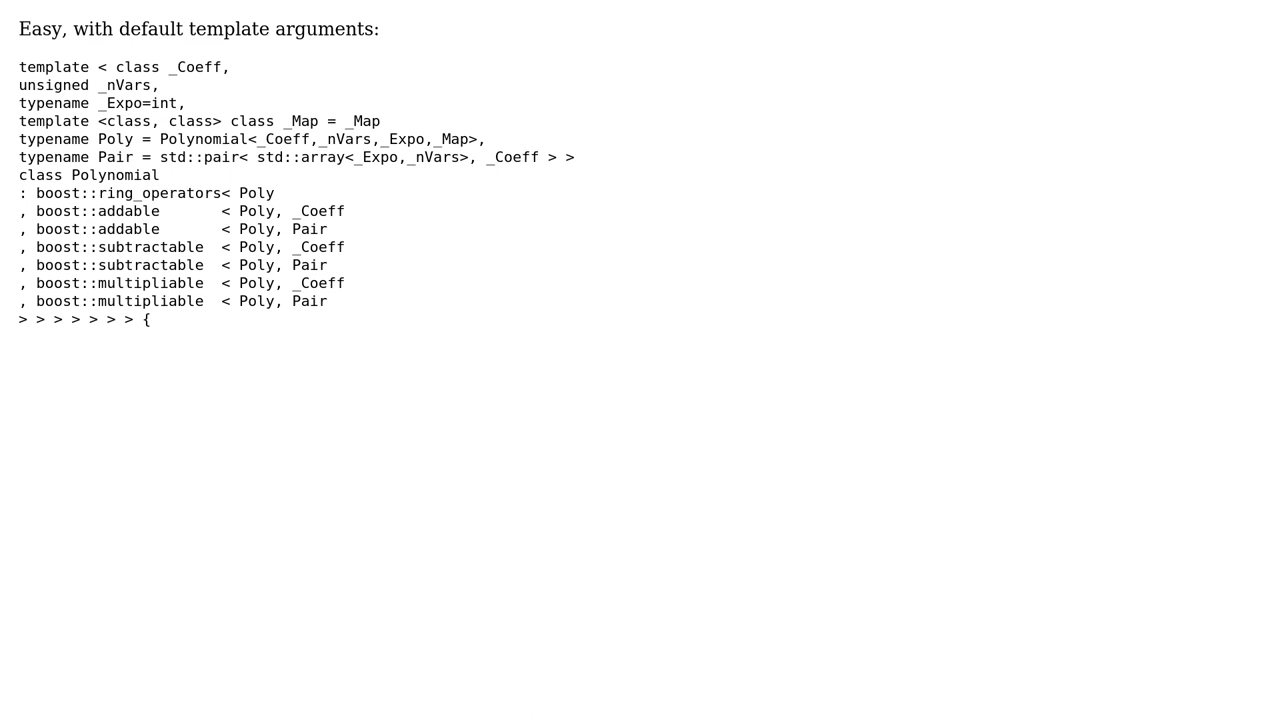 Easy, with default template arguments:
template < class _Coeff,
unsigned _nVars,
typename _Expo=int,
template <class, class> class _Map = _Map
typename Poly = Polynomial<_Coeff,_nVars,_Expo,_Map>,
typename Pair = std::pair< std::array<_Expo,_nVars>, _Coeff > >
class Polynomial
: boost::ring_operators< Poly
, boost::addable       < Poly, _Coeff
, boost::addable       < Poly, Pair
, boost::subtractable  < Poly, _Coeff
, boost::subtractable  < Poly, Pair
, boost::multipliable  < Poly, _Coeff
, boost::multipliable  < Poly, Pair
> > > > > > > {